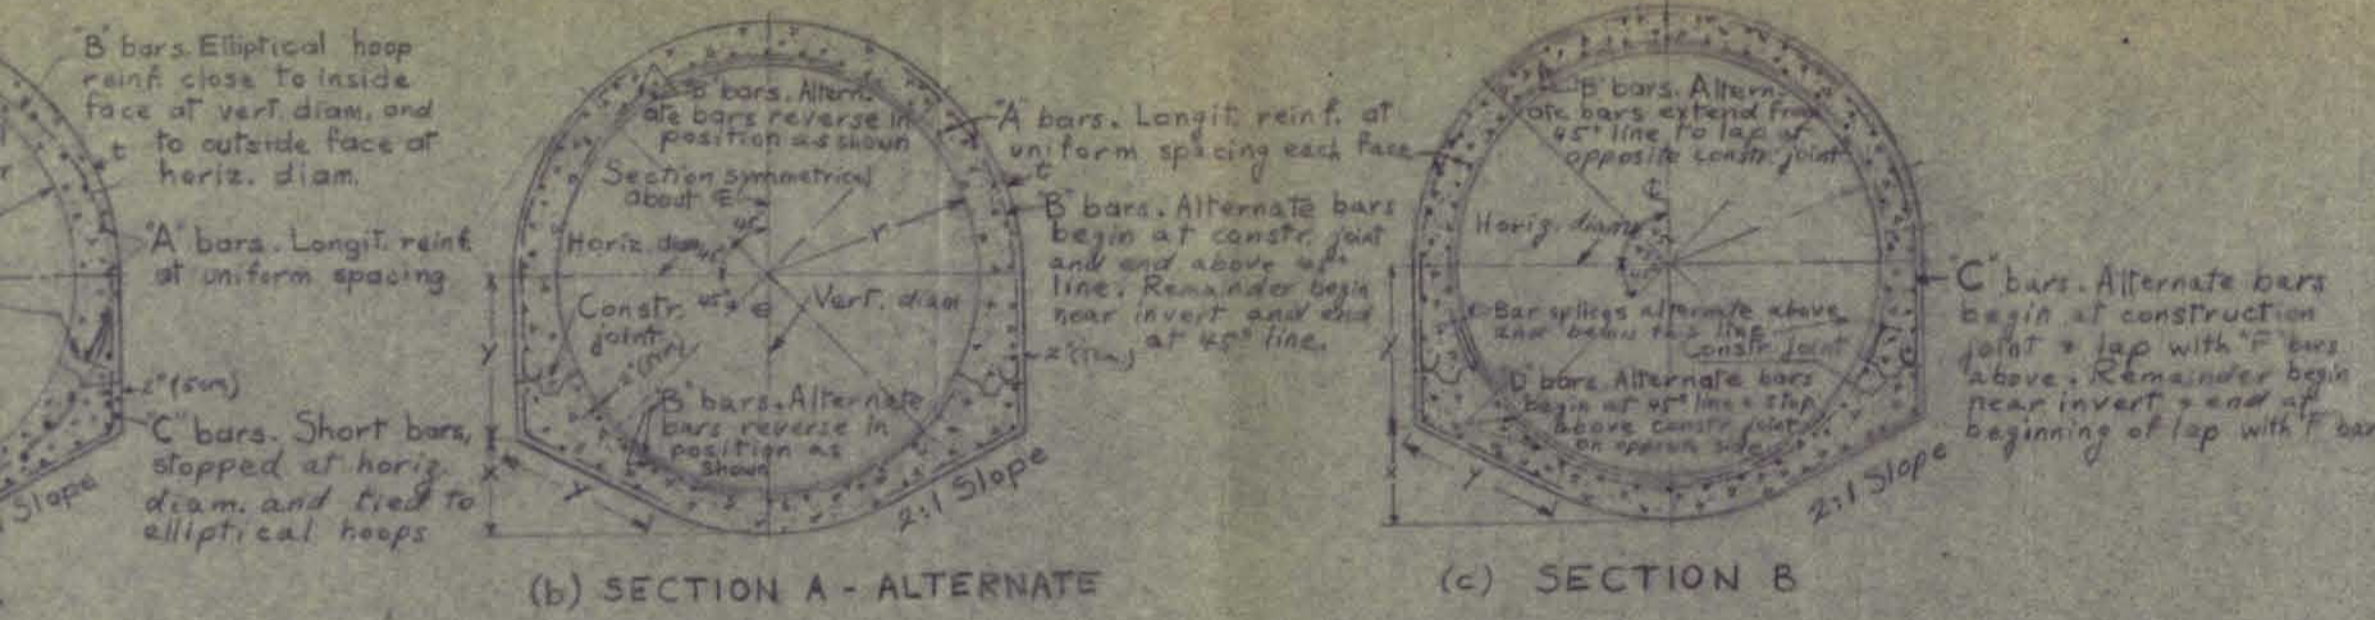 "B" bars. Elliptical hoop
reinf. close to inside
face at vert. diam. and
to outside face at
horiz. diam.
t
r
"A" bars. Longit. reinf.
at uniform spacing
2" (5cm)
"C" bars. Short bars,
stopped at horiz.
diam. and tied to
elliptical hoops
Slope
"B" bars. Altern-
ate bars reverse in
position as shown
Section symmetrical
about ℄
45°
Horiz. diam.
45°
r
Constr.
joint
45°
Vert. diam
"B" bars. Alternate
bars reverse in
position as
shown
Y
X
Y
2:1 Slope
(b) SECTION A - ALTERNATE
"A" bars. Longit. reinf. at
uniform spacing each face
t
"B" bars. Alternate bars
begin at constr. joint
and end above 45°
line. Remainder begin
near invert and end
at 45° line.
"B" bars. Altern-
ate bars extend from
45° line to lap at
opposite constr. joint
℄
Horiz. diam.
Bar splices alternate above
and below this line
Constr. joint
"D" bars. Alternate bars
begin at 45° line & stop
above constr. joint
on side
Y
X
Y
2:1 Slope
"C" bars. Alternate bars
begin at construction
joint & lap with "F" bars
above. Remainder begin
near invert & end at
beginning of lap with F
(c) SECTION B